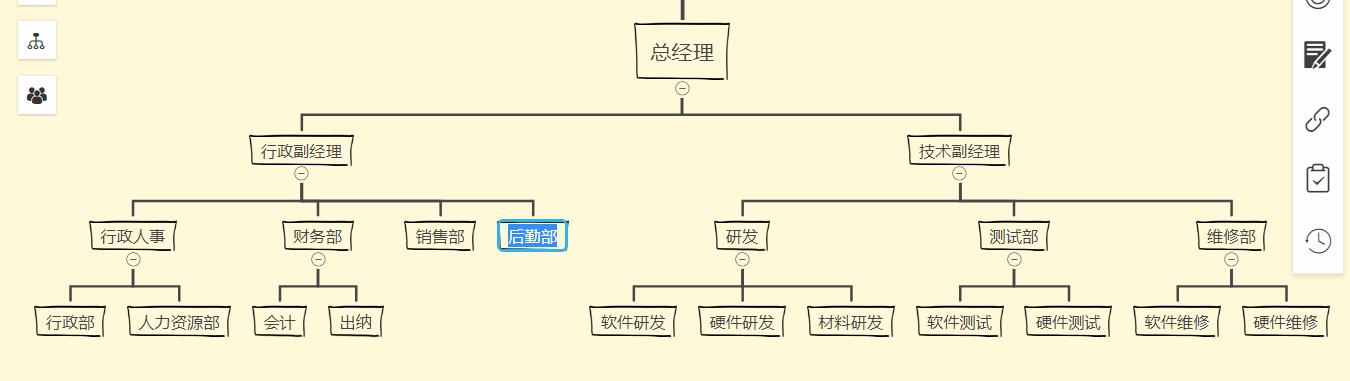 总经理
行政副经理
技术副经理
行政人事
财务部
销售部
后勤部
研发
测试部
维修部
行政部
人力资源部
会计
出纳
软件研发
硬件研发
材料研发
软件测试
硬件测试
软件维修
硬件维修